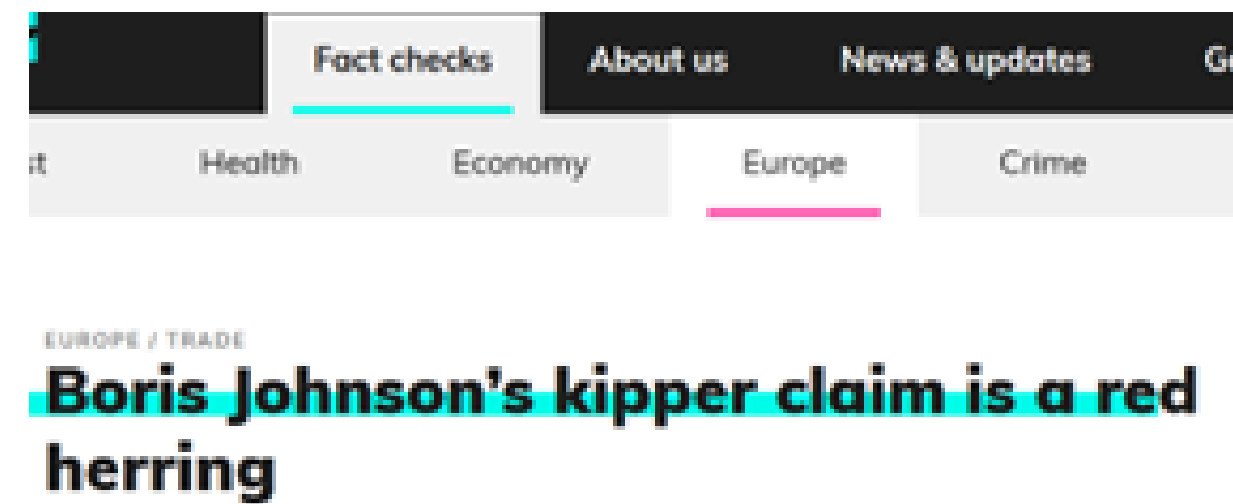 Fact checks About us News & updates
Health Economy Europe Crime
EUROPE / TRADE
Boris Johnson's kipper claim is a red
herring